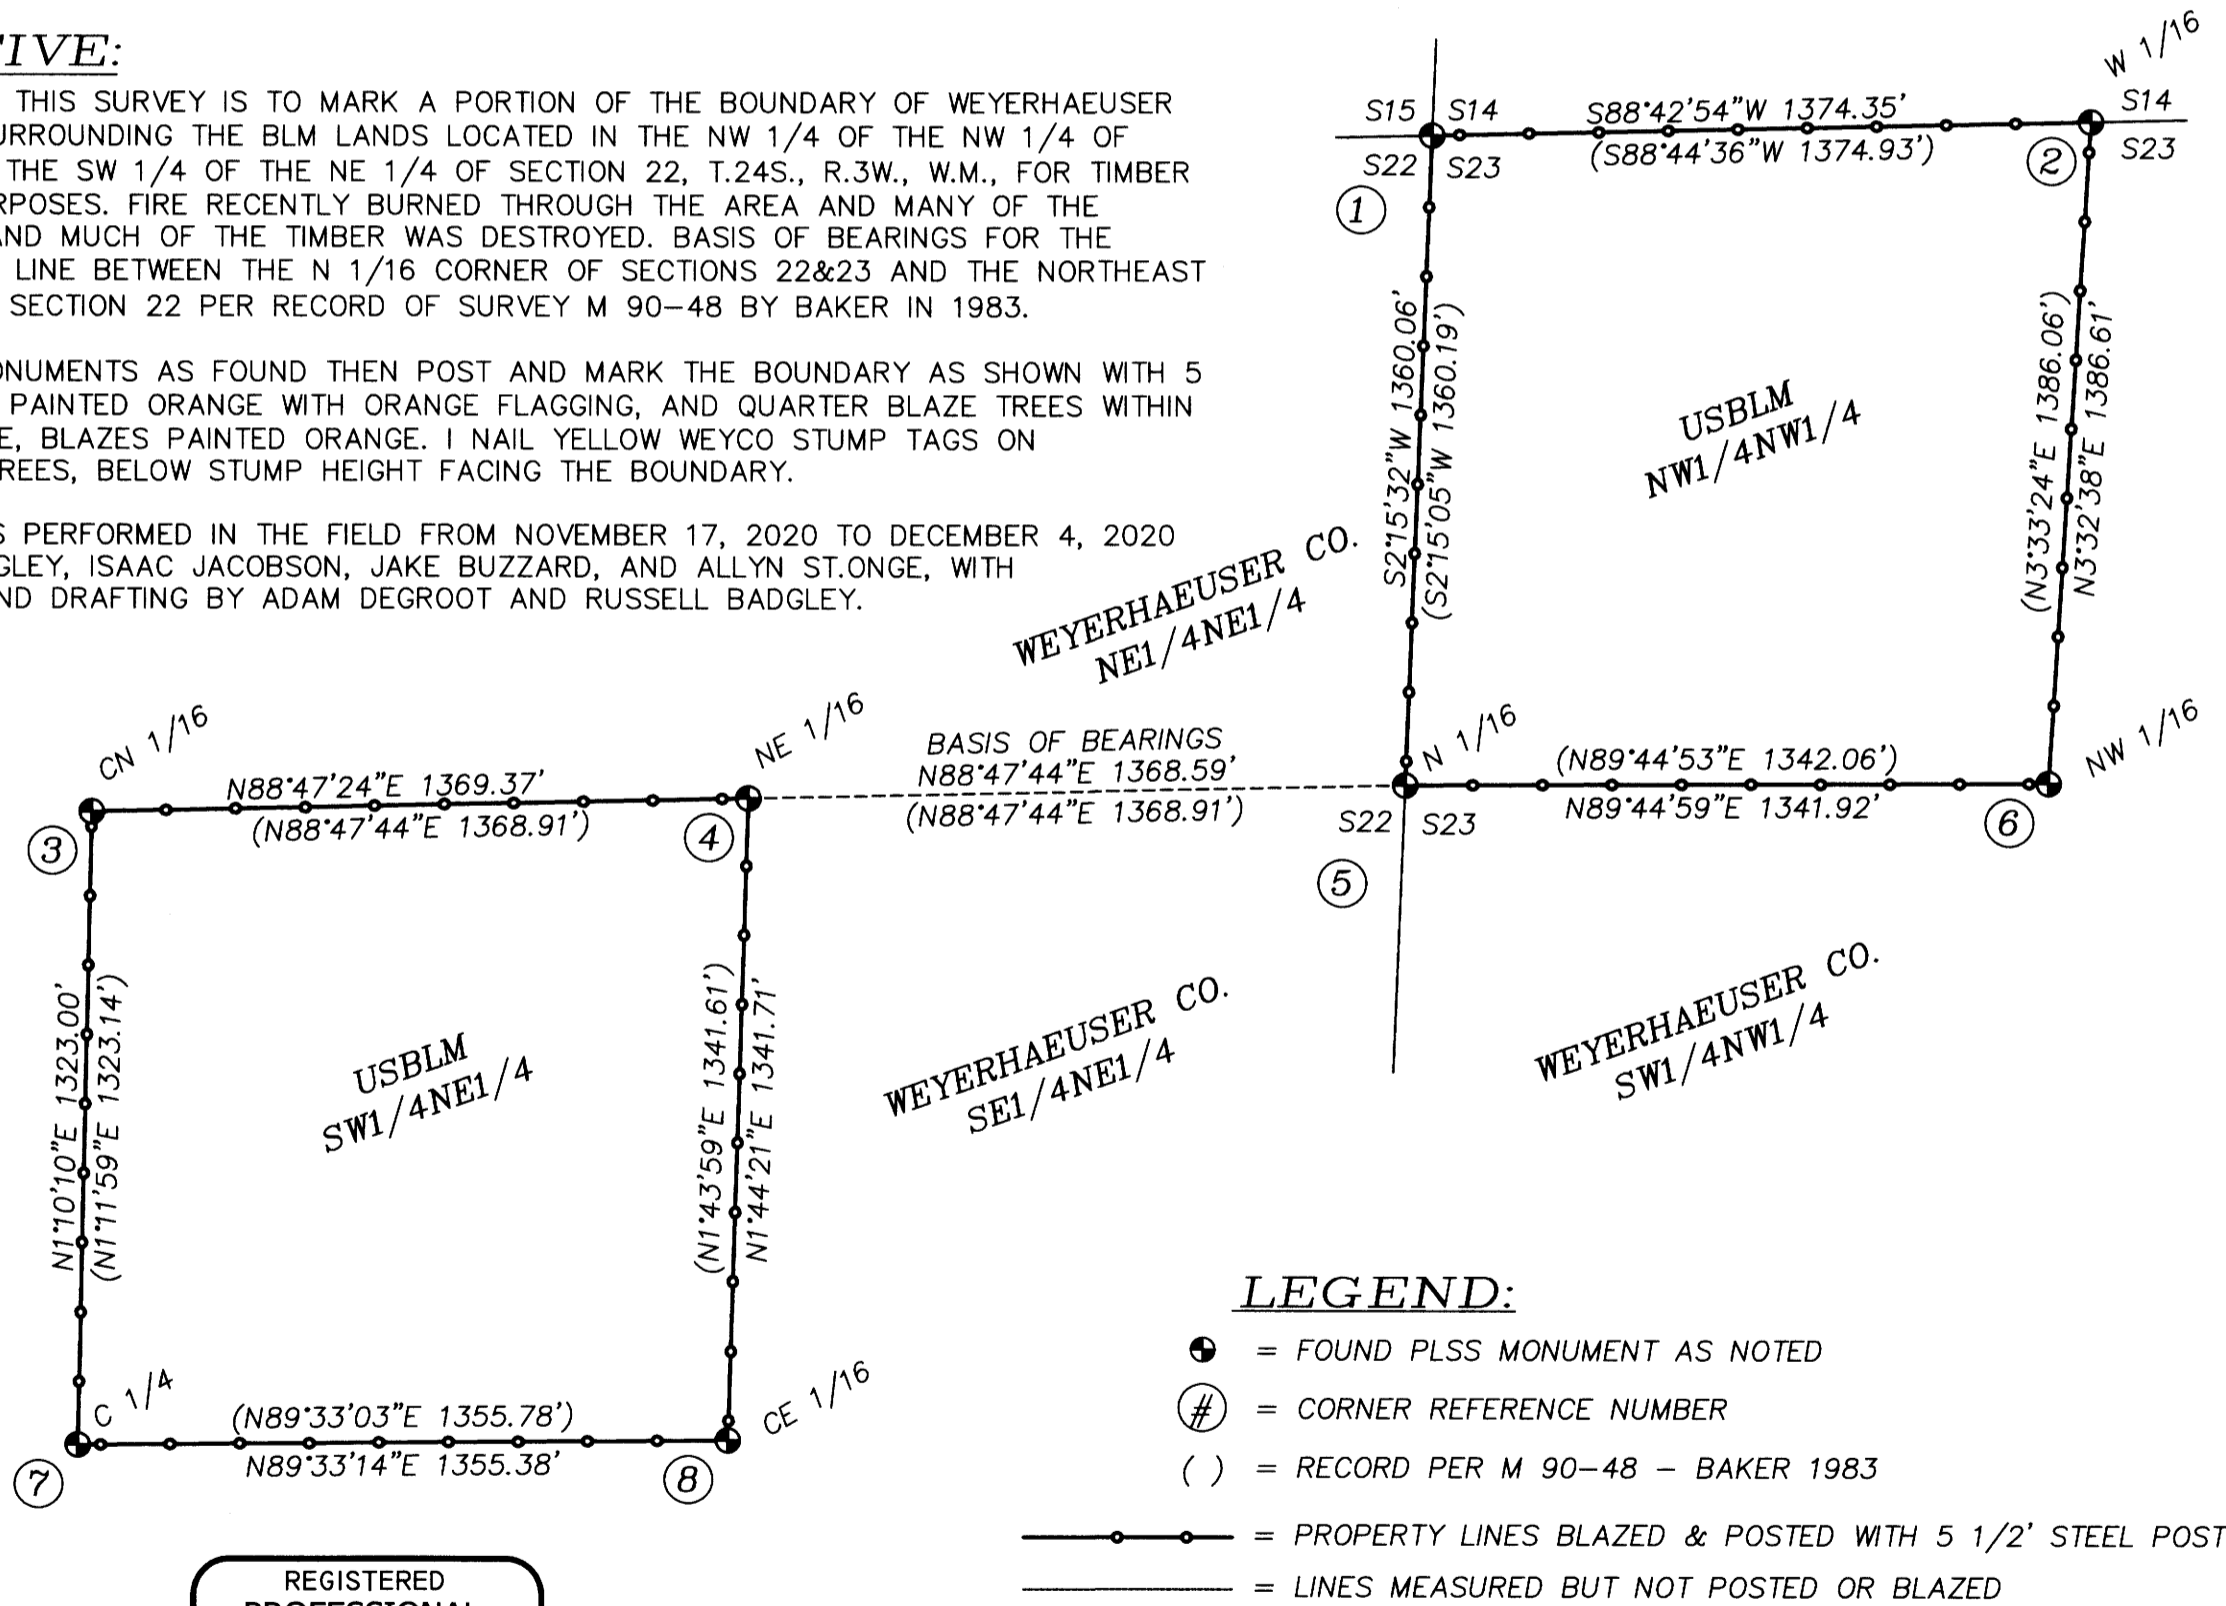 TIVE:
THIS SURVEY IS TO MARK A PORTION OF THE BOUNDARY OF WEYERHAEUSER
URROUNDING THE BLM LANDS LOCATED IN THE NW 1/4 OF THE NW 1/4 OF
THE SW 1/4 OF THE NE 1/4 OF SECTION 22, T.24S., R.3W., W.M., FOR TIMBER
RPOSES. FIRE RECENTLY BURNED THROUGH THE AREA AND MANY OF THE
AND MUCH OF THE TIMBER WAS DESTROYED. BASIS OF BEARINGS FOR THE
LINE BETWEEN THE N 1/16 CORNER OF SECTIONS 22&23 AND THE NORTHEAST
SECTION 22 PER RECORD OF SURVEY M 90-48 BY BAKER IN 1983.
ONUMENTS AS FOUND THEN POST AND MARK THE BOUNDARY AS SHOWN WITH 5
PAINTED ORANGE WITH ORANGE FLAGGING, AND QUARTER BLAZE TREES WITHIN
E, BLAZES PAINTED ORANGE. I NAIL YELLOW WEYCO STUMP TAGS ON
REES, BELOW STUMP HEIGHT FACING THE BOUNDARY.
S PERFORMED IN THE FIELD FROM NOVEMBER 17, 2020 TO DECEMBER 4, 2020
GLEY, ISAAC JACOBSON, JAKE BUZZARD, AND ALLYN ST.ONGE, WITH
ND DRAFTING BY ADAM DEGROOT AND RUSSELL BADGLEY.
W 1/16
S15 S14
S88°42'54"W 1374.35'
S14
S22 S23
(S88°44'36"W 1374.93')
S23
1
2
S2°15'32"W 1360.06'
(S2°15'05"W 1360.19')
USBLM
NW1/4NW1/4
(N3°33'24"E 1386.06')
N3°32'38"E 1386.61'
WEYERHAEUSER CO.
NE1/4NE1/4
CN 1/16
N88°47'24"E 1369.37'
(N88°47'44"E 1368.91')
NE 1/16
BASIS OF BEARINGS
N88°47'44"E 1368.59'
(N88°47'44"E 1368.91')
N 1/16
(N89°44'53"E 1342.06')
N89°44'59"E 1341.92'
NW 1/16
S22 S23
3
4
5
6
N1°10'10"E 1323.00'
(N1°11'59"E 1323.14')
USBLM
SW1/4NE1/4
(N1°43'59"E 1341.61')
N1°44'21"E 1341.71'
WEYERHAEUSER CO.
SE1/4NE1/4
WEYERHAEUSER CO.
SW1/4NW1/4
C 1/4
(N89°33'03"E 1355.78')
N89°33'14"E 1355.38'
CE 1/16
7
8
LEGEND:
= FOUND PLSS MONUMENT AS NOTED
# = CORNER REFERENCE NUMBER
( ) = RECORD PER M 90-48 - BAKER 1983
= PROPERTY LINES BLAZED & POSTED WITH 5 1/2' STEEL POST
= LINES MEASURED BUT NOT POSTED OR BLAZED
REGISTERED
PROFESSIONAL